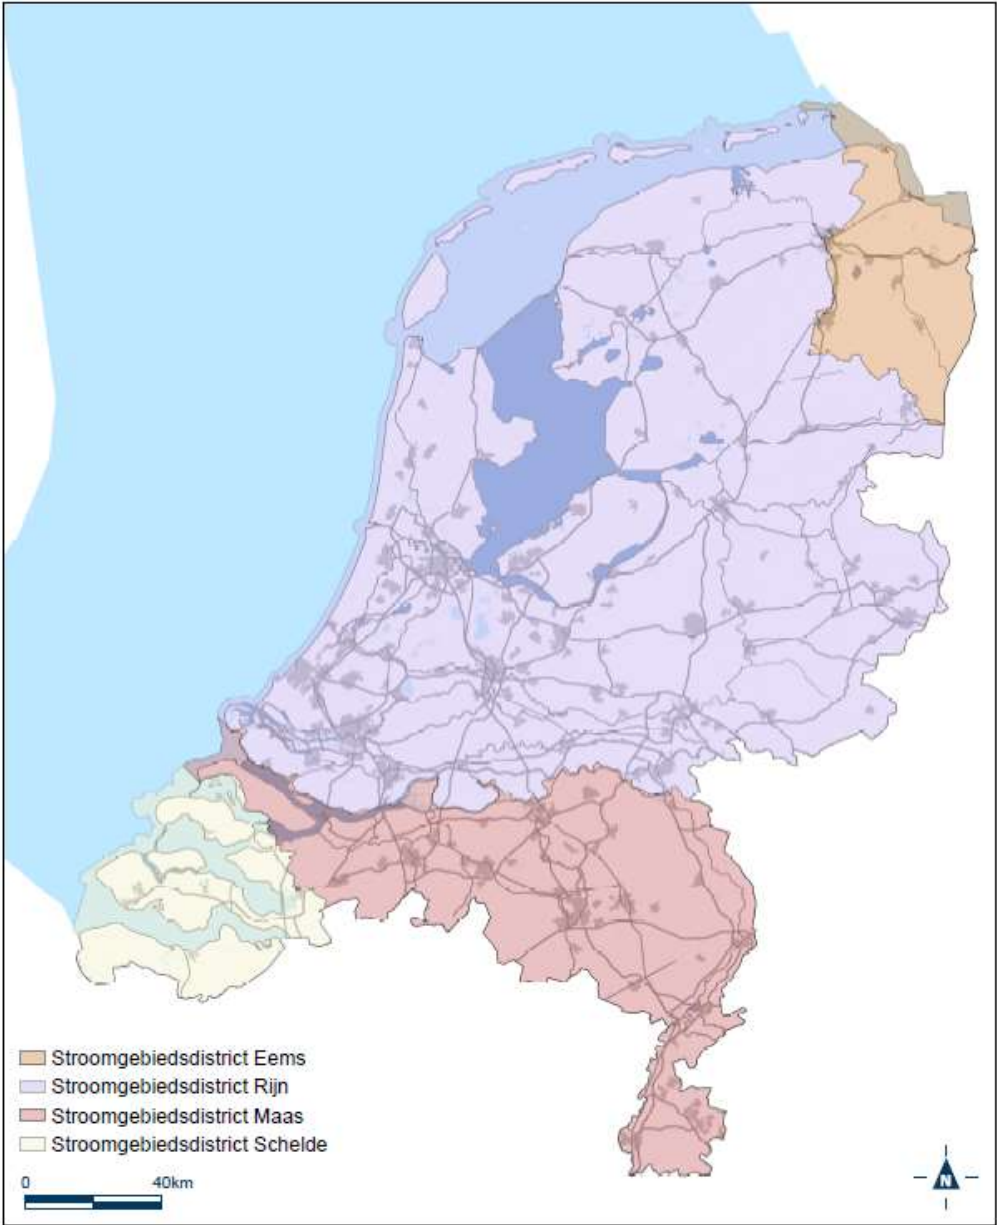 Stroomgebiedsdistrict Eems
Stroomgebiedsdistrict Rijn
Stroomgebiedsdistrict Maas
Stroomgebiedsdistrict Schelde
0 40km
N